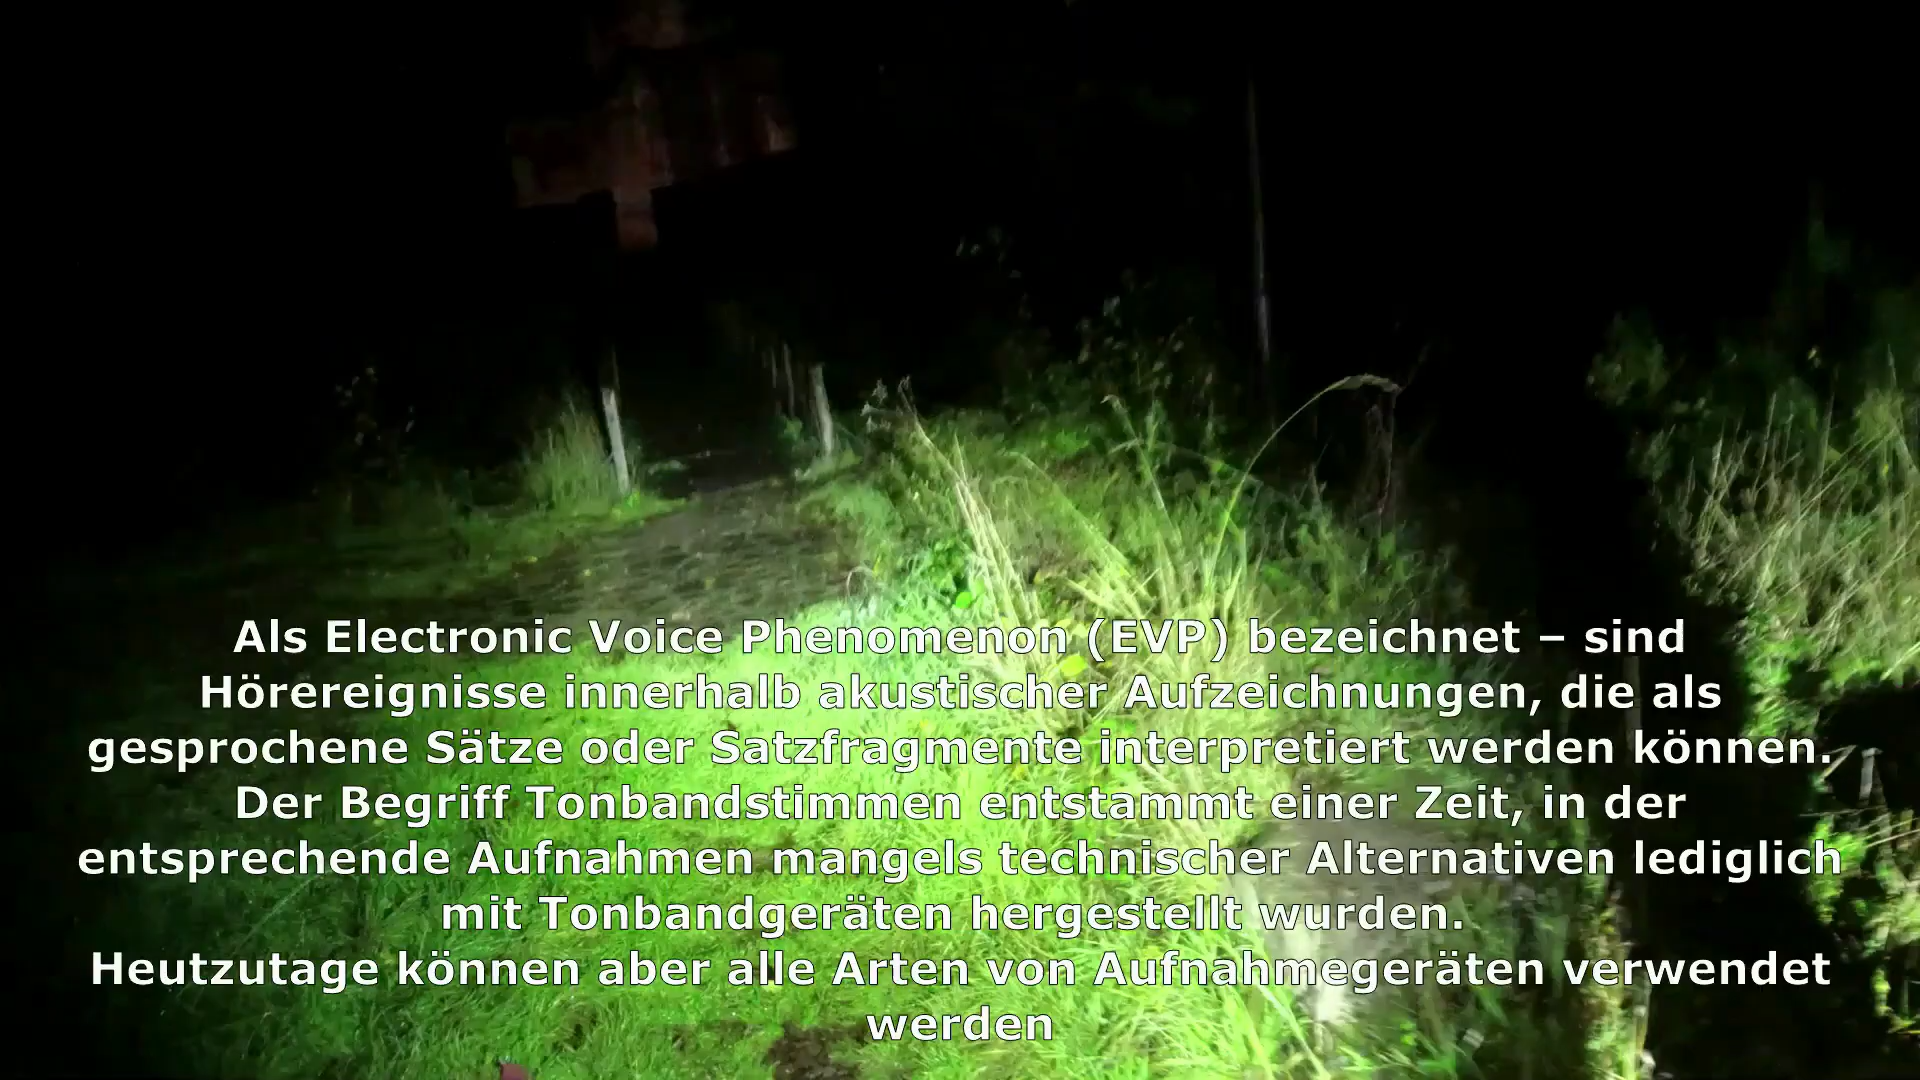 Als Electronic Voice Phenomenon (EVP) bezeichnet – sind
Hörereignisse innerhalb akustischer Aufzeichnungen, die als
gesprochene Sätze oder Satzfragmente interpretiert werden können.
Der Begriff Tonbandstimmen entstammt einer Zeit, in der
entsprechende Aufnahmen mangels technischer Alternativen lediglich
mit Tonbandgeräten hergestellt wurden.
Heutzutage können aber alle Arten von Aufnahmegeräten verwendet
werden